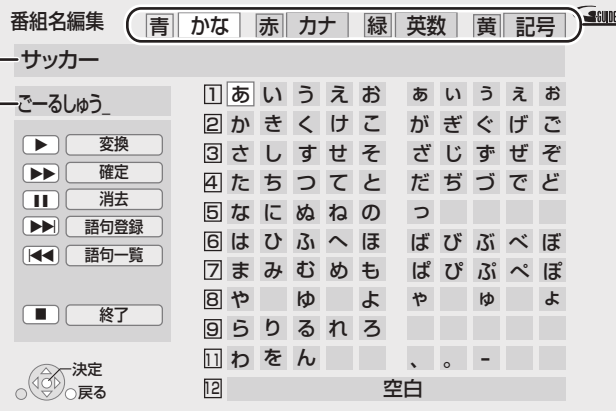 番組名編集 青 かな 赤 カナ 緑 英数 黄 記号 GUIDE
サッカー
ごーるしゅう_
変換
確定
消去
語句登録
語句一覧
終了
決定
戻る
1 あ い う え お ぁ ぃ ぅ ぇ ぉ
2 か き く け こ が ぎ ぐ げ ご
3 さ し す せ そ ざ じ ず ぜ ぞ
4 た ち つ て と だ ぢ づ で ど
5 な に ぬ ね の っ
6 は ひ ふ へ ほ ば び ぶ べ ぼ
7 ま み む め も ぱ ぴ ぷ ぺ ぽ
8 や ゆ よ ゃ ゅ ょ
9 ら り る れ ろ
11 わ を ん 、 。 -
12 空白